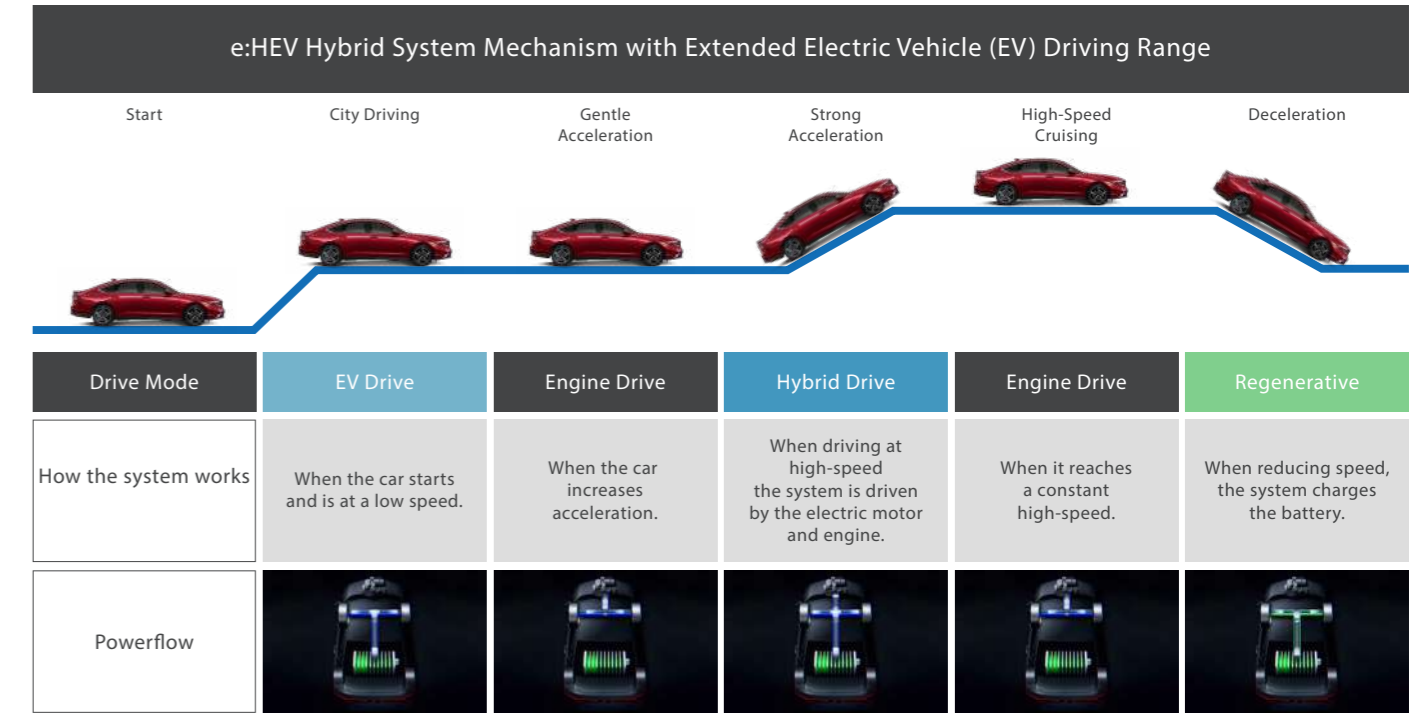 e:HEV Hybrid System Mechanism with Extended Electric Vehicle (EV) Driving Range
Start
City Driving
Gentle
Acceleration
Strong
Acceleration
High-Speed
Cruising
Deceleration
Drive Mode
EV Drive
Engine Drive
Hybrid Drive
Engine Drive
Regenerative
How the system works
When the car starts
and is at a low speed.
When the car
increases
acceleration.
When driving at
high-speed
the system is driven
by the electric motor
and engine.
When it reaches
a constant
high-speed.
When reducing speed,
the system charges
the battery.
Powerflow